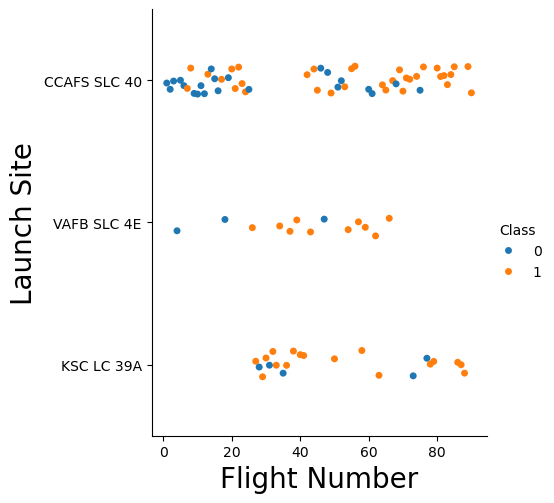 CCAFS SLC 40
VAFB SLC 4E
KSC LC 39A
Launch Site
0 20 40 60 80
Flight Number
Class
0
1